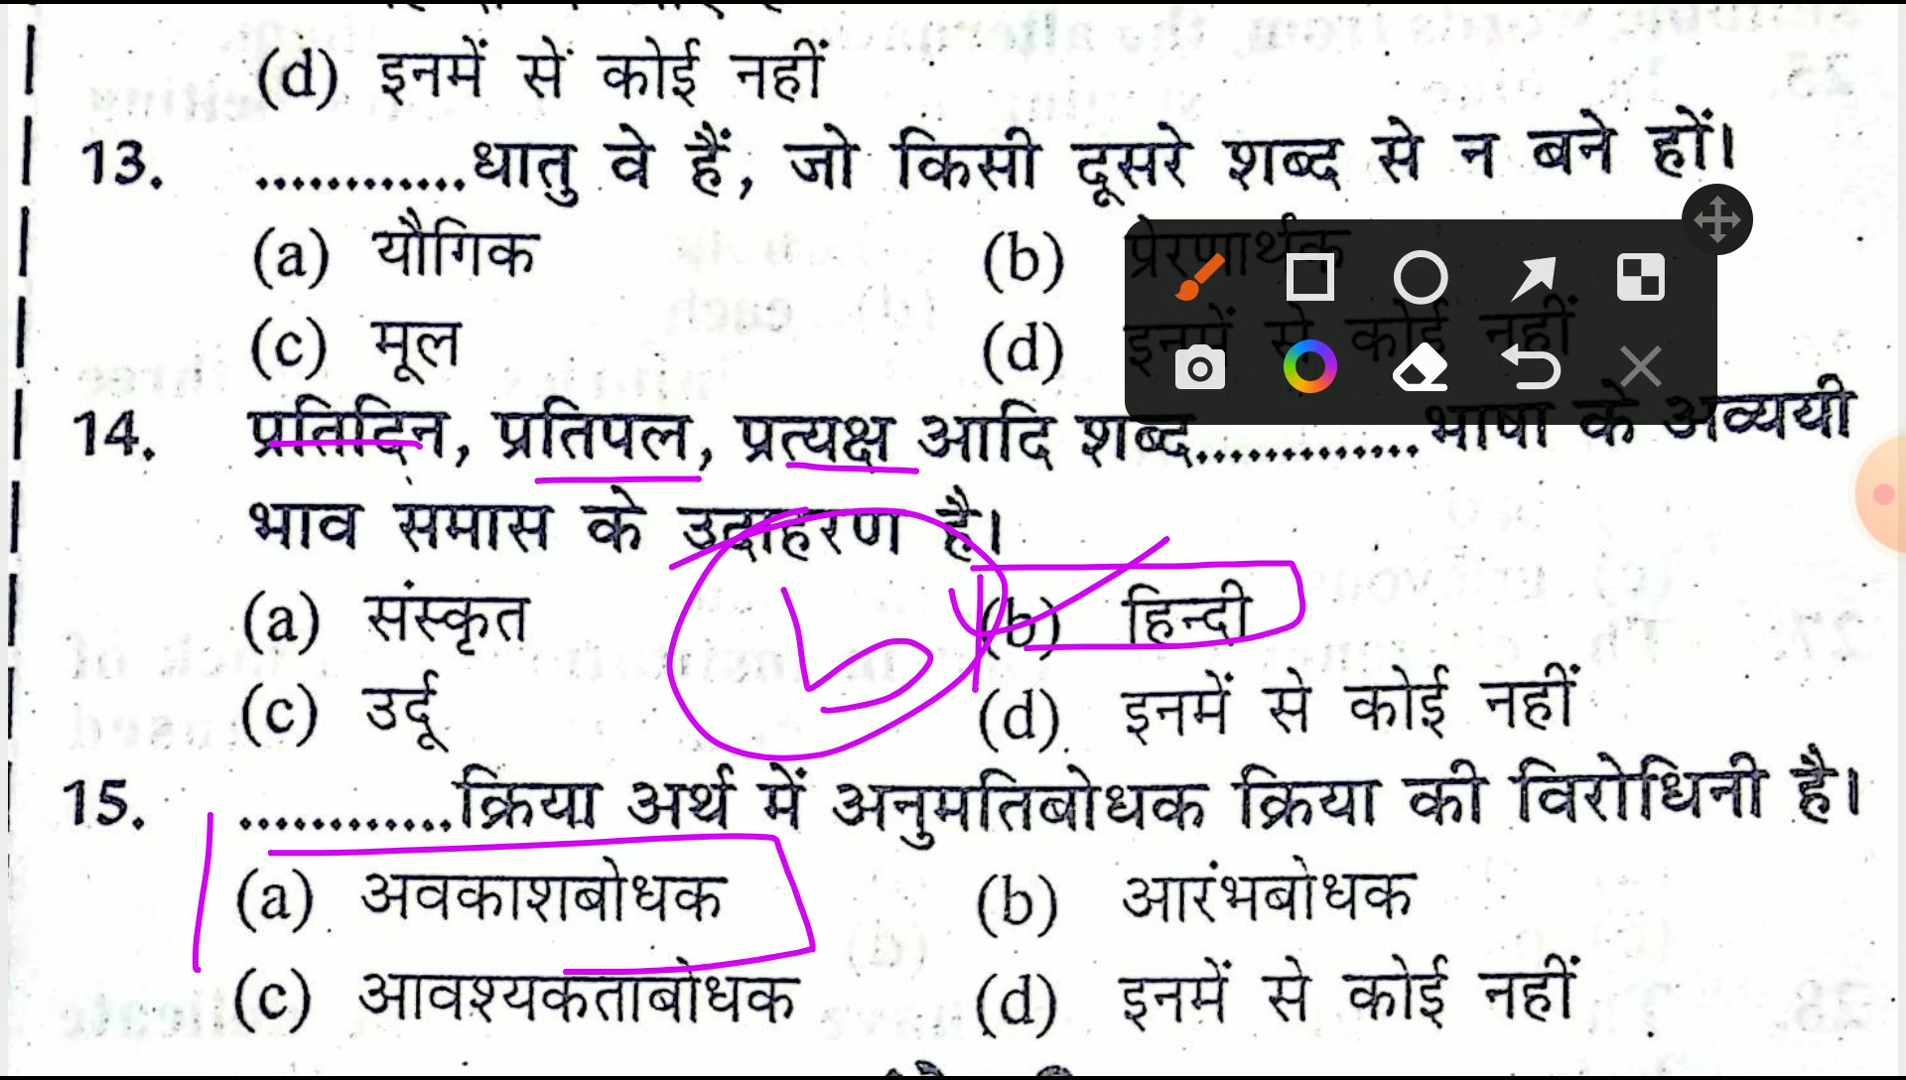 (d) इनमें से कोई नहीं
13. ............धातु वे हैं, जो किसी दूसरे शब्द से न बने हों।
(a) यौगिक (b) प्रेरणार्थक
(c) मूल (d) इनमें से कोई नहीं
14. प्रतिदिन, प्रतिपल, प्रत्यक्ष आदि शब्द.............भाषा के अव्ययी
भाव समास के उदाहरण है।
(a) संस्कृत b (b) हिन्दी
(c) उर्दू (d) इनमें से कोई नहीं
15. ............क्रिया अर्थ में अनुमतिबोधक क्रिया की विरोधिनी है।
(a) अवकाशबोधक (b) आरंभबोधक
(c) आवश्यकताबोधक (d) इनमें से कोई नहीं